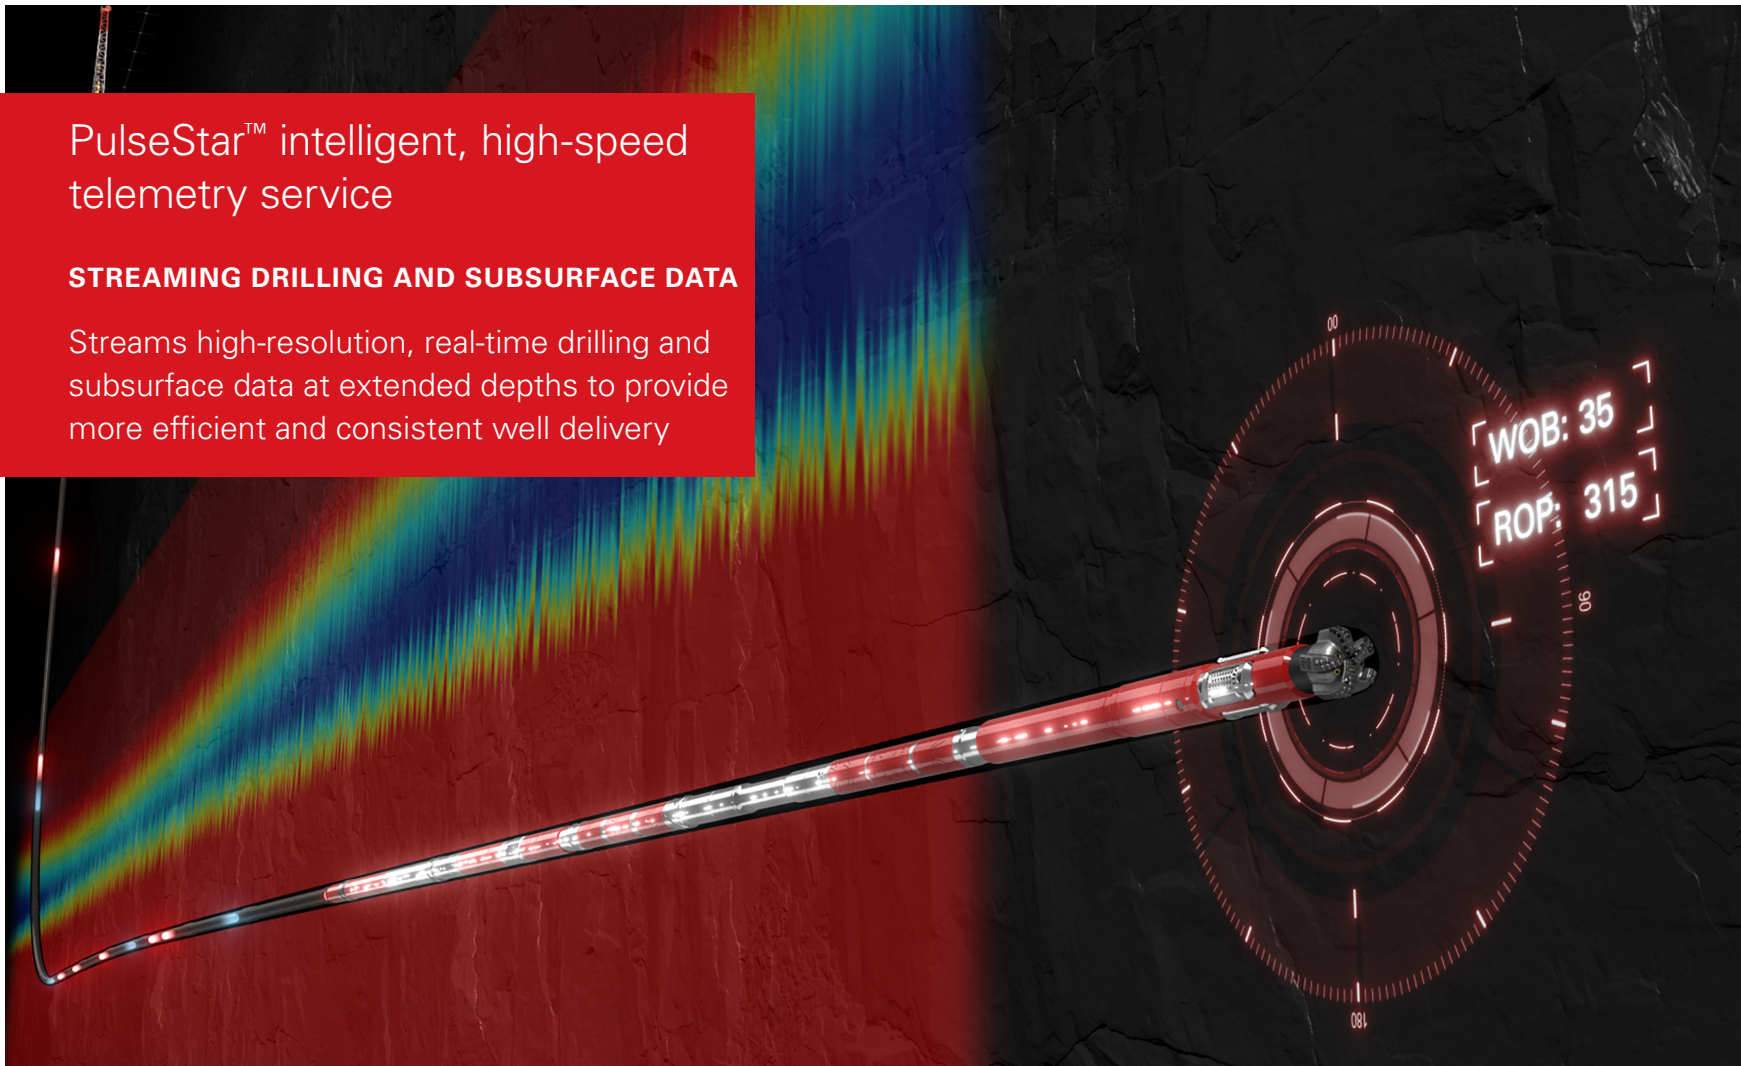 PulseStar™ intelligent, high-speed
telemetry service
STREAMING DRILLING AND SUBSURFACE DATA
Streams high-resolution, real-time drilling and
subsurface data at extended depths to provide
more efficient and consistent well delivery
00
WOB: 35
ROP: 315
90
180